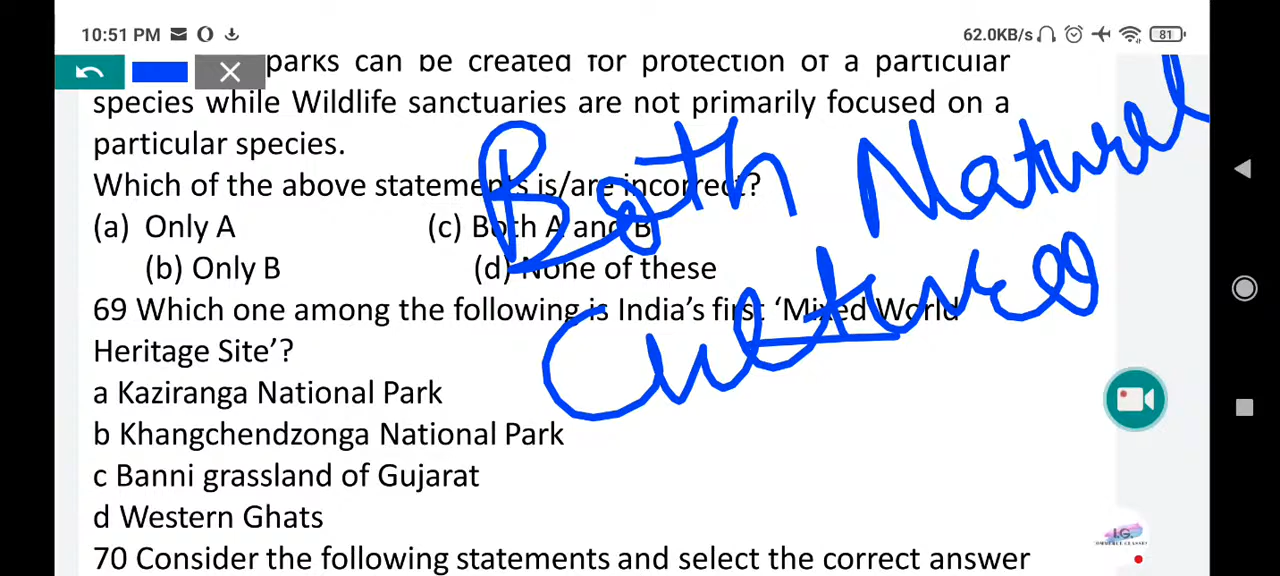 10:51 PM
62.0KB/s 81
parks can be created for protection of a particular
species while Wildlife sanctuaries are not primarily focused on a
particular species.
Both Natural
Which of the above statements is/are incorrect?
(a) Only A (c) Both A and B
(b) Only B (d) None of these
69 Which one among the following is India's first ‘Mixed World
Heritage Site’?
a Kaziranga National Park
b Khangchendzonga National Park
c Banni grassland of Gujarat
d Western Ghats
70 Consider the following statements and select the correct answer
I.G.